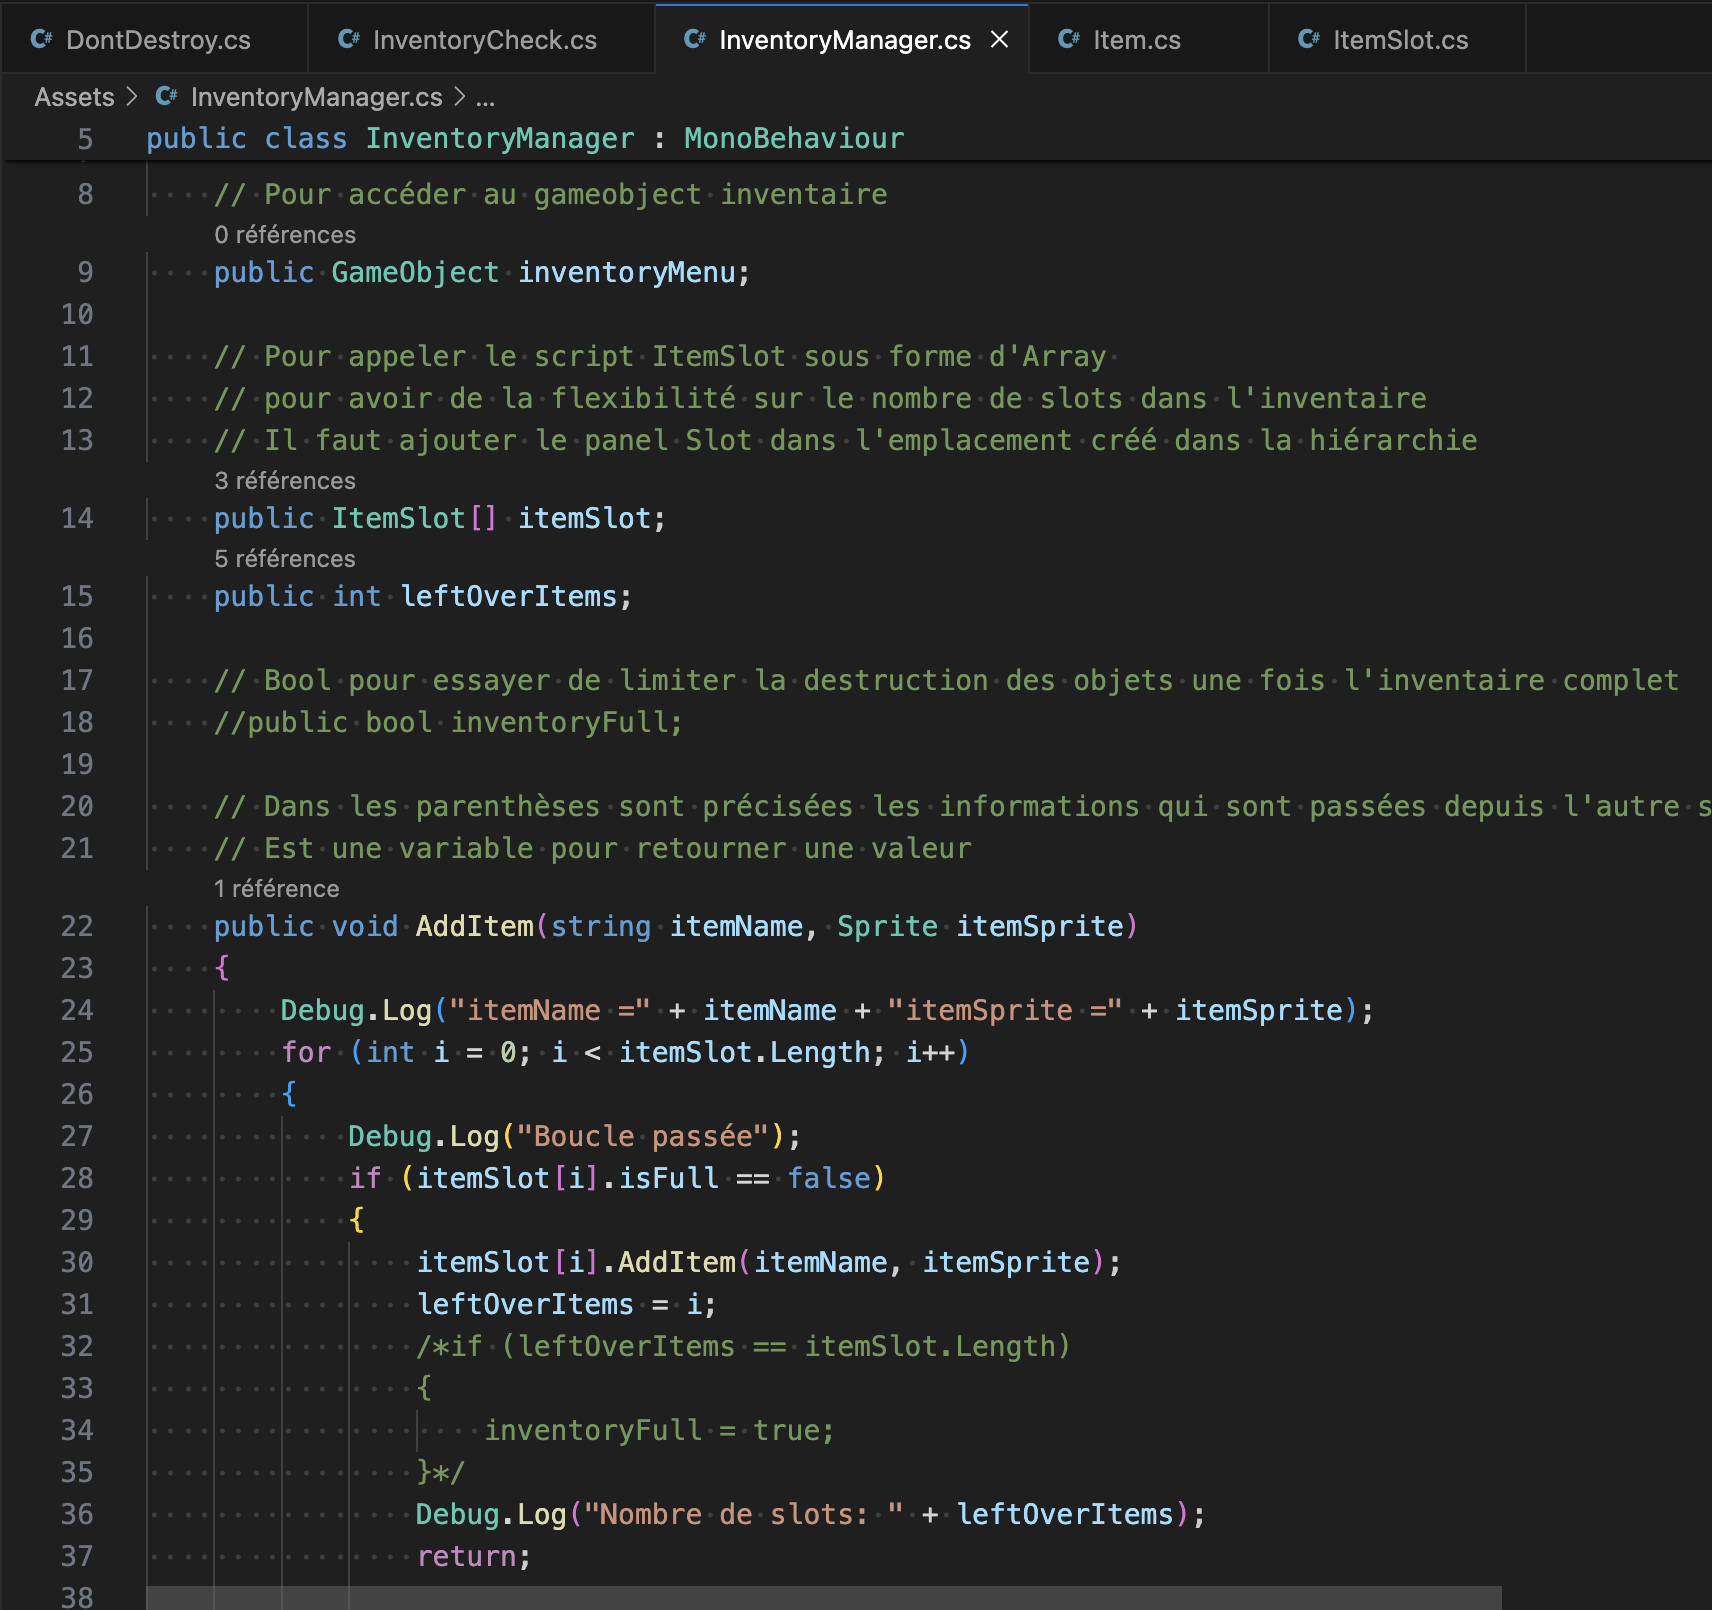 DontDestroy.cs InventoryCheck.cs InventoryManager.cs Item.cs ItemSlot.cs
Assets > InventoryManager.cs > ...
5 public class InventoryManager : MonoBehaviour
8 // Pour accéder au gameobject inventaire
0 références
9 public GameObject inventoryMenu;
10
11 // Pour appeler le script ItemSlot sous forme d'Array
12 // pour avoir de la flexibilité sur le nombre de slots dans l'inventaire
13 // Il faut ajouter le panel Slot dans l'emplacement créé dans la hiérarchie
3 références
14 public ItemSlot[] itemSlot;
5 références
15 public int leftOverItems;
16
17 // Bool pour essayer de limiter la destruction des objets une fois l'inventaire complet
18 //public bool inventoryFull;
19
20 // Dans les parenthèses sont précisées les informations qui sont passées depuis l'autre s
21 // Est une variable pour retourner une valeur
1 référence
22 public void AddItem(string itemName, Sprite itemSprite)
23 {
24 Debug.Log("itemName =" + itemName + "itemSprite =" + itemSprite);
25 for (int i = 0; i < itemSlot.Length; i++)
26 {
27 Debug.Log("Boucle passée");
28 if (itemSlot[i].isFull == false)
29 {
30 itemSlot[i].AddItem(itemName, itemSprite);
31 leftOverItems = i;
32 /*if (leftOverItems == itemSlot.Length)
33 {
34 inventoryFull = true;
35 }*/
36 Debug.Log("Nombre de slots: " + leftOverItems);
37 return;
38